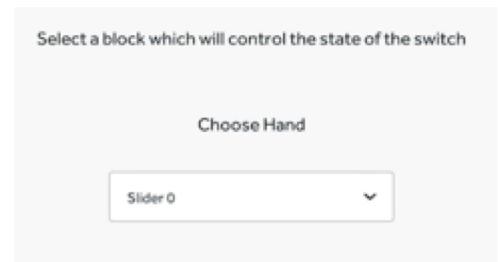 Select a block which will control the state of the switch
Choose Hand
Slider 0